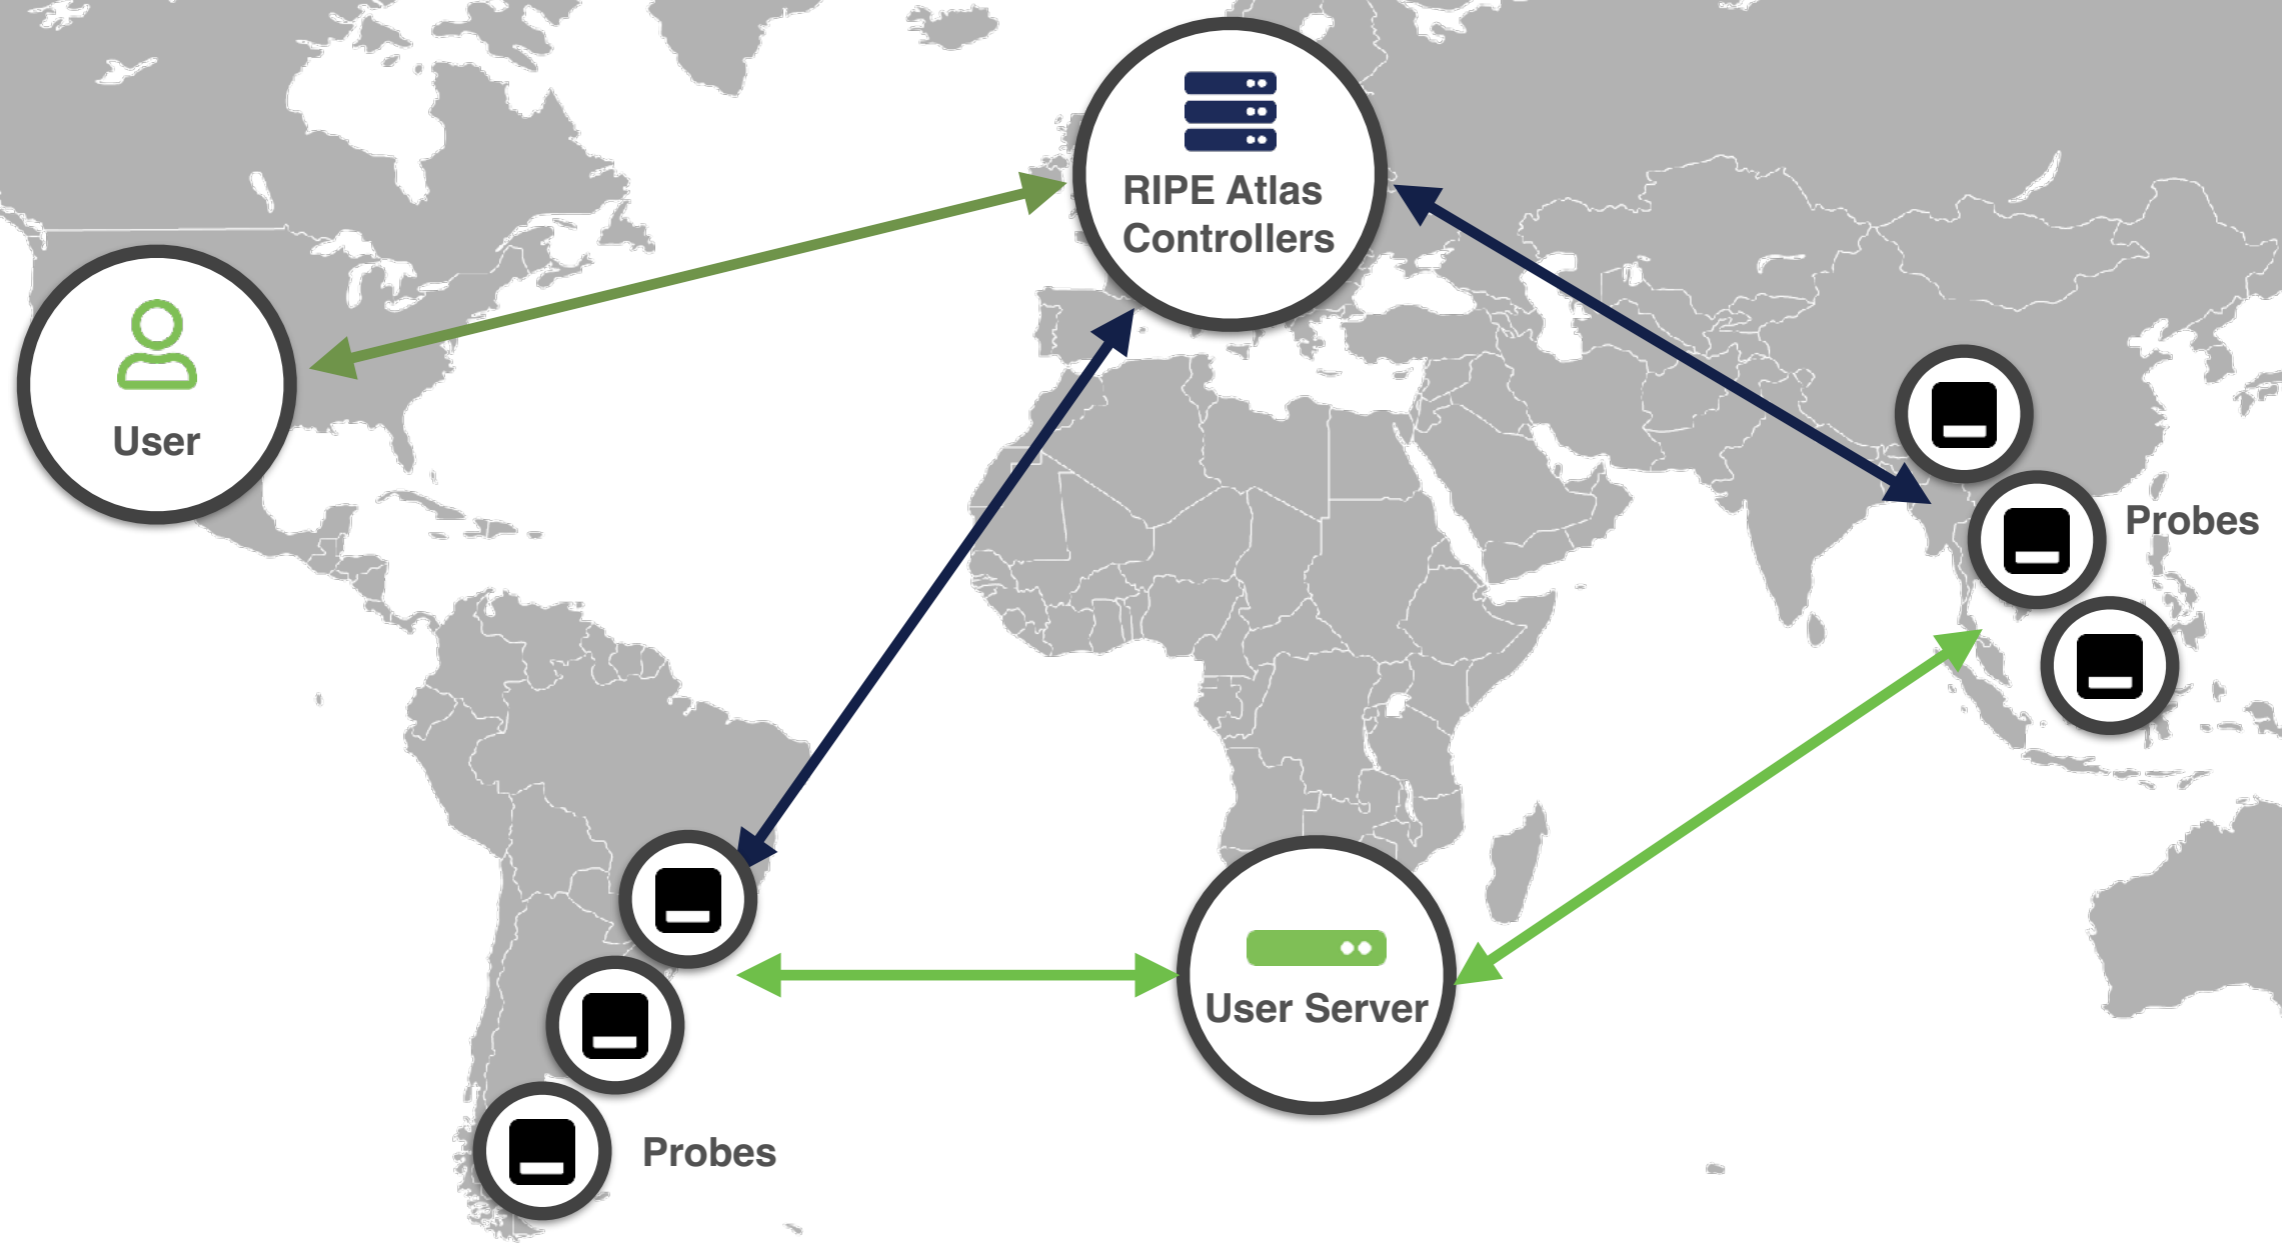 RIPE Atlas
Controllers
User
Probes
User Server
Probes